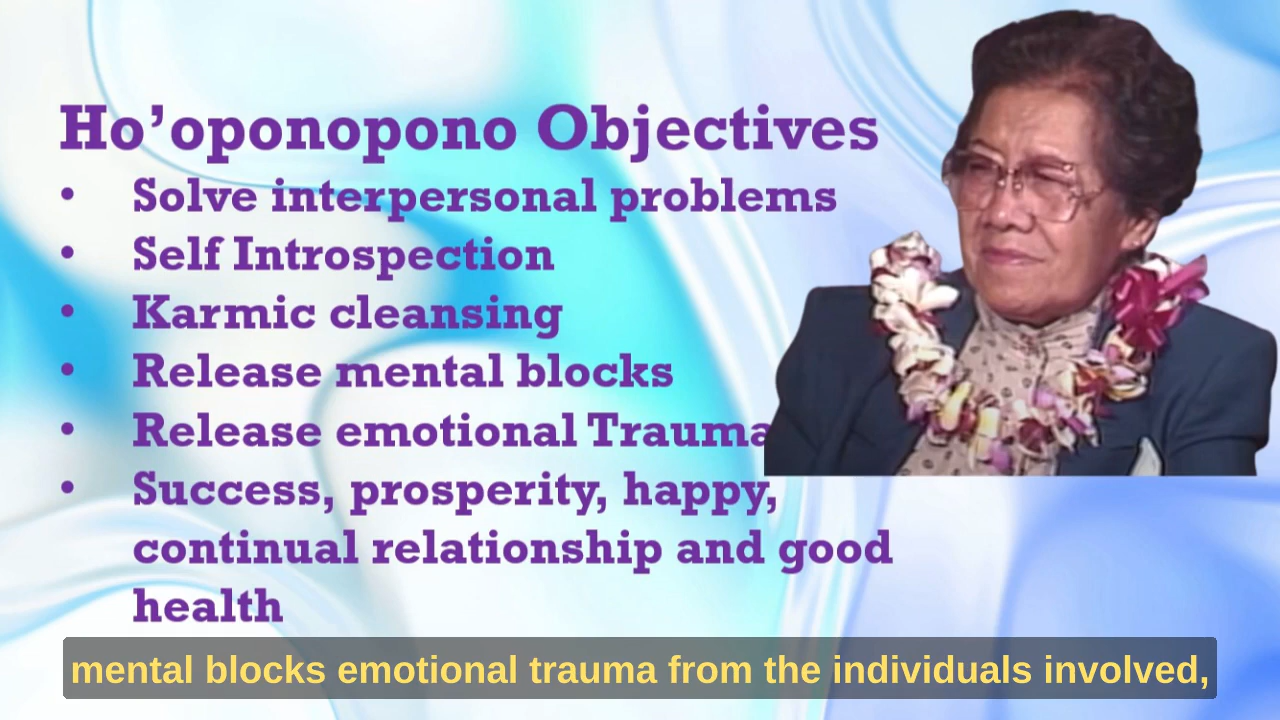 Ho’oponopono Objectives
• Solve interpersonal problems
• Self Introspection
• Karmic cleansing
• Release mental blocks
• Release emotional Trauma
• Success, prosperity, happy,
continual relationship and good
health
mental blocks emotional trauma from the individuals involved,